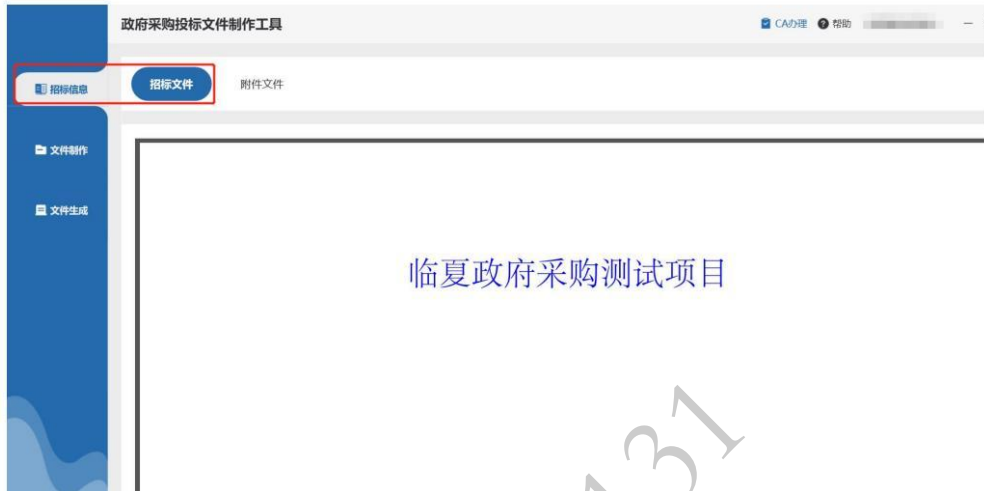 政府采购投标文件制作工具
CA办理 帮助
招标信息
招标文件 附件文件
文件制作
文件生成
临夏政府采购测试项目
131